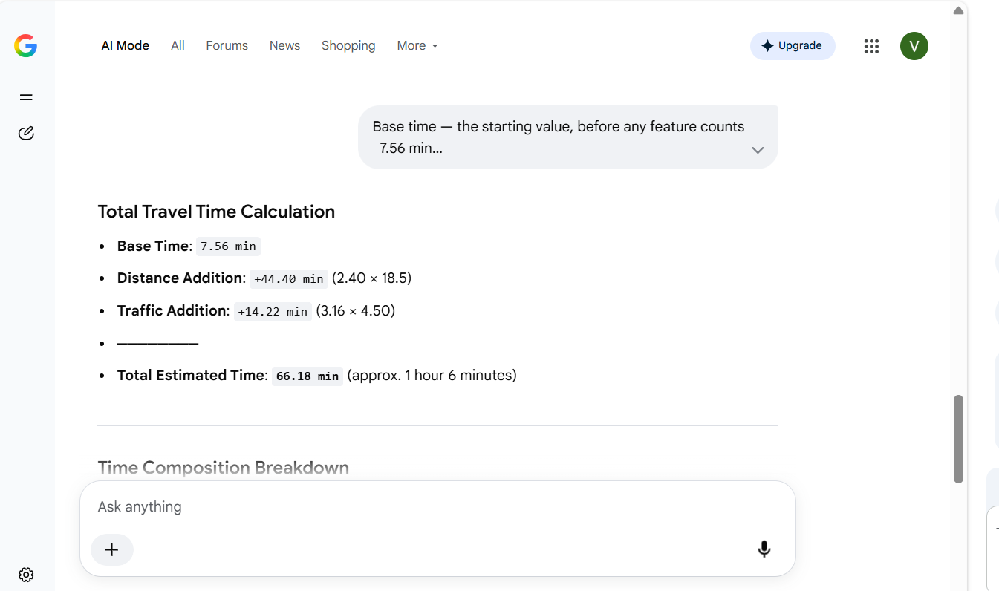 AI Mode All Forums News Shopping More
Upgrade
V
Base time — the starting value, before any feature counts
7.56 min...
Total Travel Time Calculation
Base Time: 7.56 min
Distance Addition: +44.40 min (2.40 × 18.5)
Traffic Addition: +14.22 min (3.16 × 4.50)
————————
Total Estimated Time: 66.18 min (approx. 1 hour 6 minutes)
Time Composition Breakdown
Ask anything